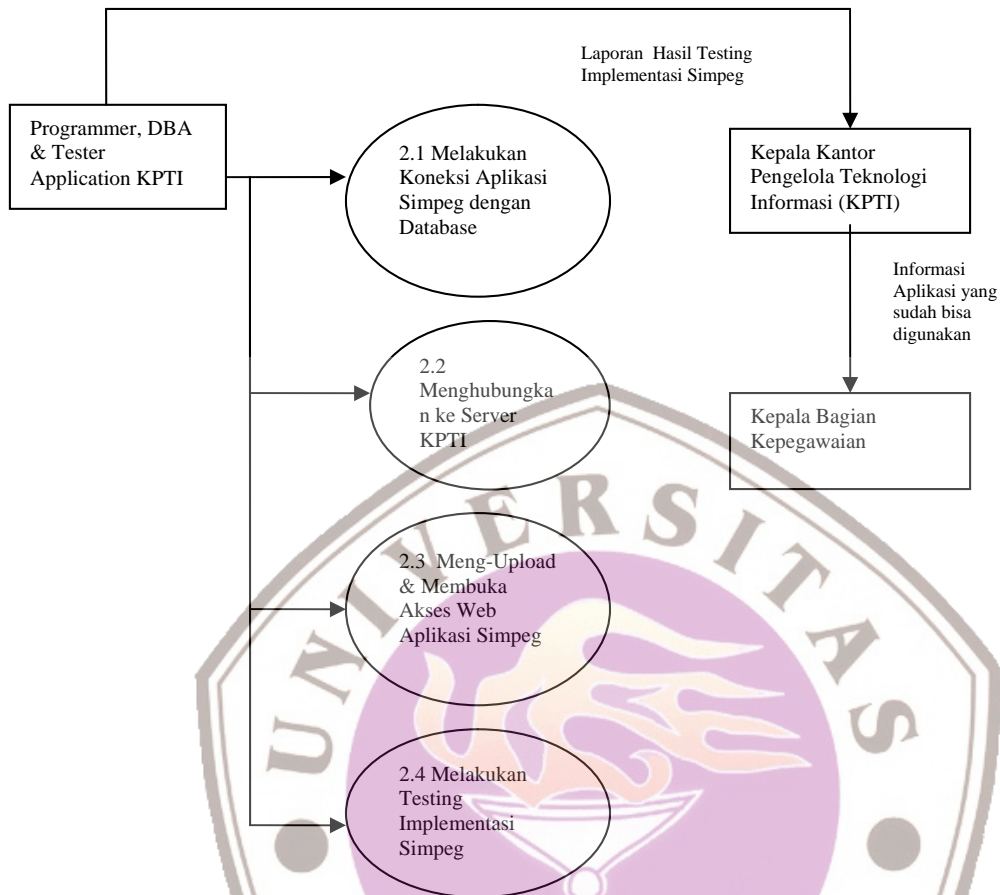 Laporan Hasil Testing
Implementasi Simpeg
Programmer, DBA
& Tester
Application KPTI
2.1 Melakukan
Koneksi Aplikasi
Simpeg dengan
Database
Kepala Kantor
Pengelola Teknologi
Informasi (KPTI)
Informasi
Aplikasi yang
sudah bisa
digunakan
2.2
Menghubungka
n ke Server
KPTI
Kepala Bagian
Kepegawaian
2.3 Meng-Upload
& Membuka
Akses Web
Aplikasi Simpeg
2.4 Melakukan
Testing
Implementasi
Simpeg
UNIVERSITAS